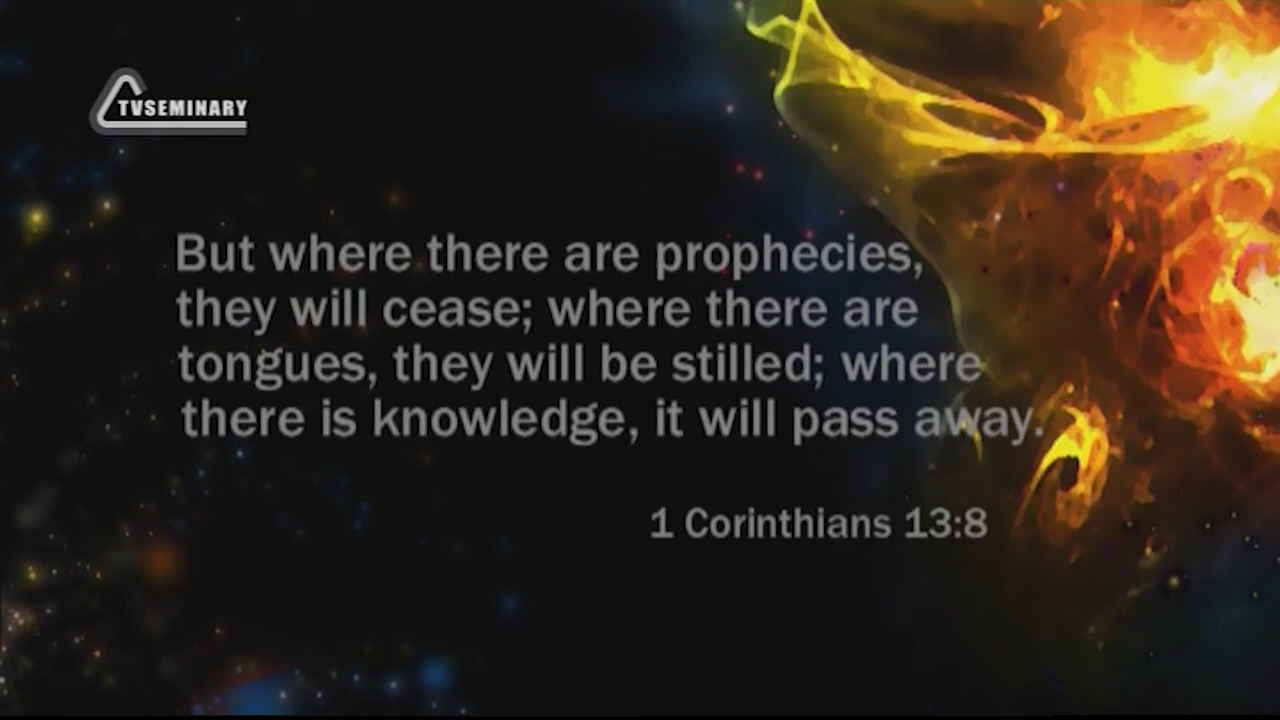 TVSEMINARY
But where there are prophecies,
they will cease; where there are
tongues, they will be stilled; where
there is knowledge, it will pass away.
1 Corinthians 13:8